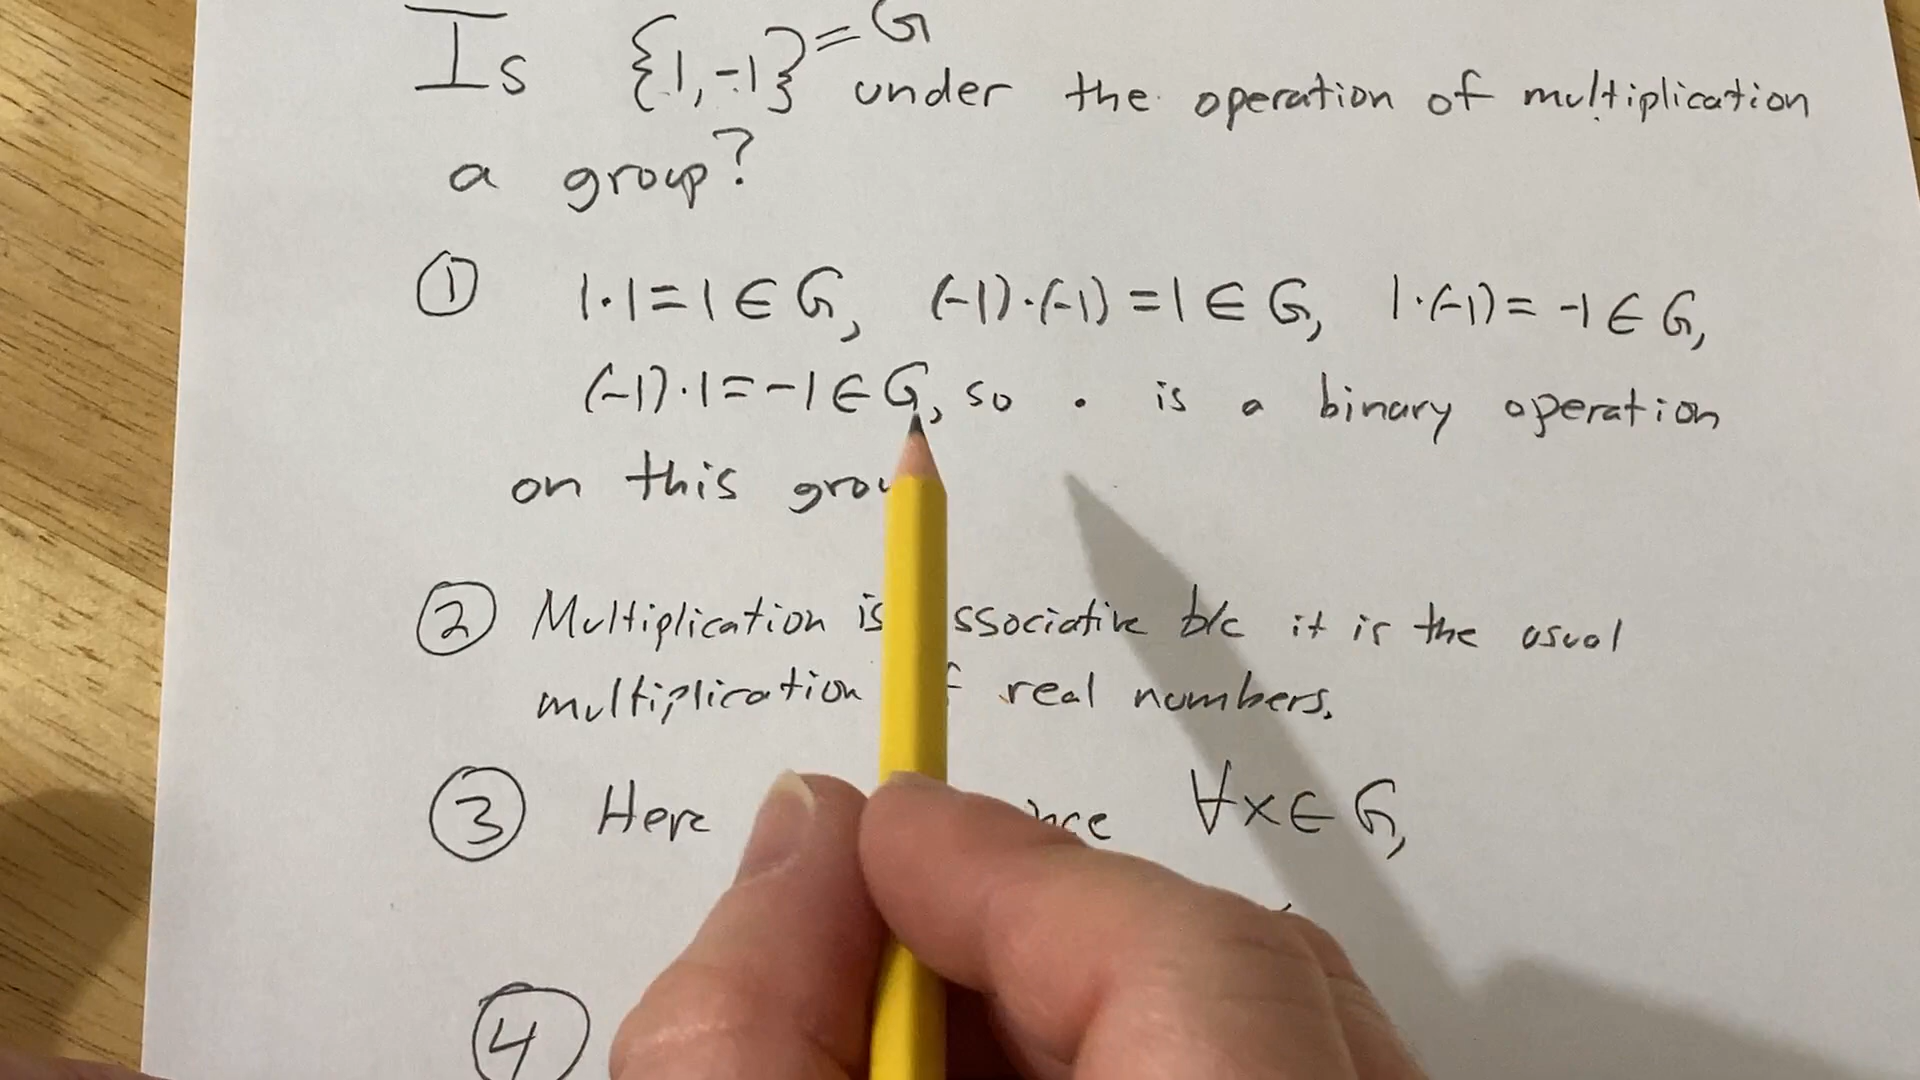 Is {1,-1} = G under the operation of multiplication
a group?
① 1·1=1∈G, (-1)·(-1)=1∈G, 1·(-1)=-1∈G,
(-1)·1=-1∈G, so · is a binary operation
on this
② Multiplication is b/c it is the usual
multiplication real numbers.
③ Here ∀x∈G,
④